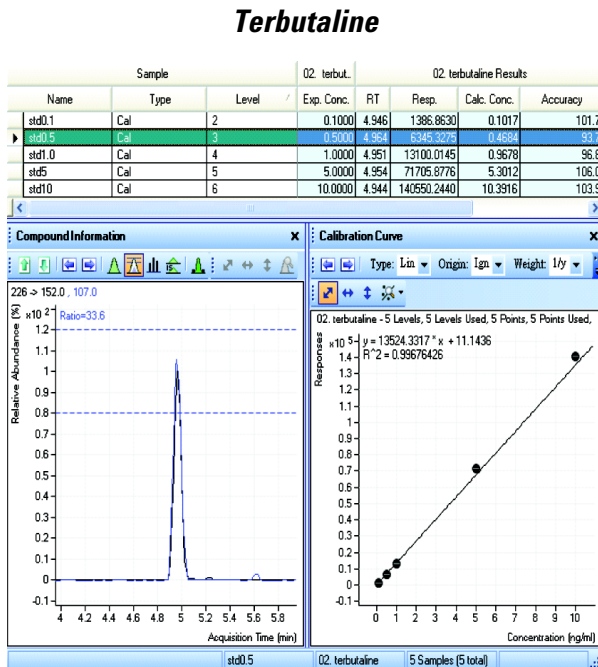 Terbutaline
Sample 02. terbut.. 02. terbutaline Results
Name Type Level Exp. Conc. RT Resp. Calc. Conc. Accuracy
std0.1 Cal 2 0.1000 4.946 1386.8630 0.1017 101.7
std0.5 Cal 3 0.5000 4.964 6345.3275 0.4684 93.7
std1.0 Cal 4 1.0000 4.951 13100.0145 0.9678 96.8
std5 Cal 5 5.0000 4.954 71705.8776 5.3012 106.0
std10 Cal 6 10.0000 4.944 140550.2440 10.3916 103.9
Compound Information x
226 -> 152.0 , 107.0
x10 2 Ratio=33.6
Relative Abundance (%)
1.2
1.1
1
0.9
0.8
0.7
0.6
0.5
0.4
0.3
0.2
0.1
0
-0.1
4 4.2 4.4 4.6 4.8 5 5.2 5.4 5.6 5.8
Acquisition Time (min)
Calibration Curve x
Type: Lin Origin: Ign Weight: 1/y
02. terbutaline - 5 Levels, 5 Levels Used, 5 Points, 5 Points Used,
x10 5 y = 13524.3317 * x + 11.1436
R^2 = 0.99676426
Responses
1.4
1.3
1.2
1.1
1
0.9
0.8
0.7
0.6
0.5
0.4
0.3
0.2
0.1
0
-0.1
0 1 2 3 4 5 6 7 8 9 10
Concentration (ng/ml)
std0.5 02. terbutaline 5 Samples (5 total)